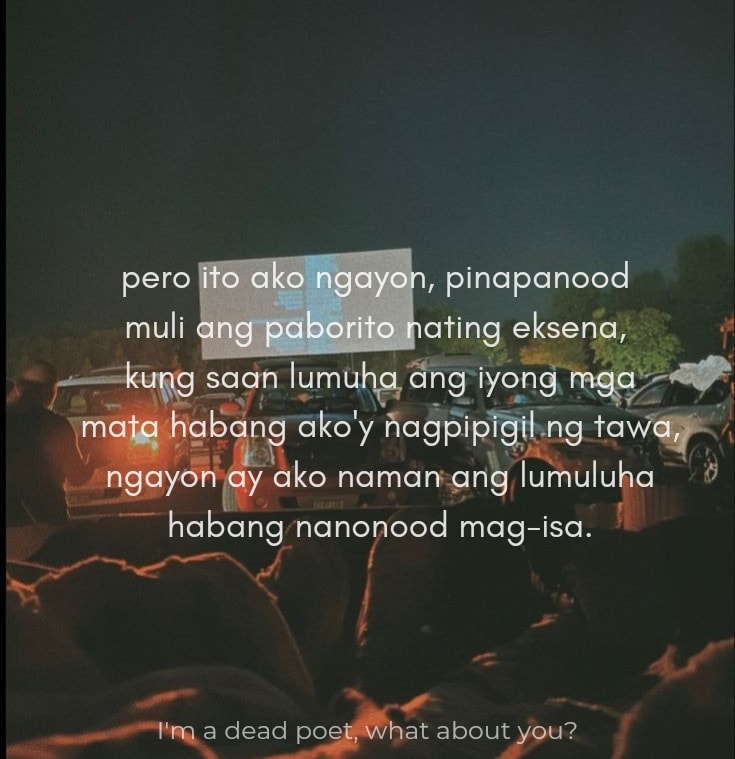 pero ito ako ngayon, pinapanood
muli ang paborito nating eksena,
kung saan lumuha ang iyong mga
mata habang ako'y nagpipigil ng tawa,
ngayon ay ako naman ang lumuluha
habang nanonood mag-isa.
I'm a dead poet, what about you?